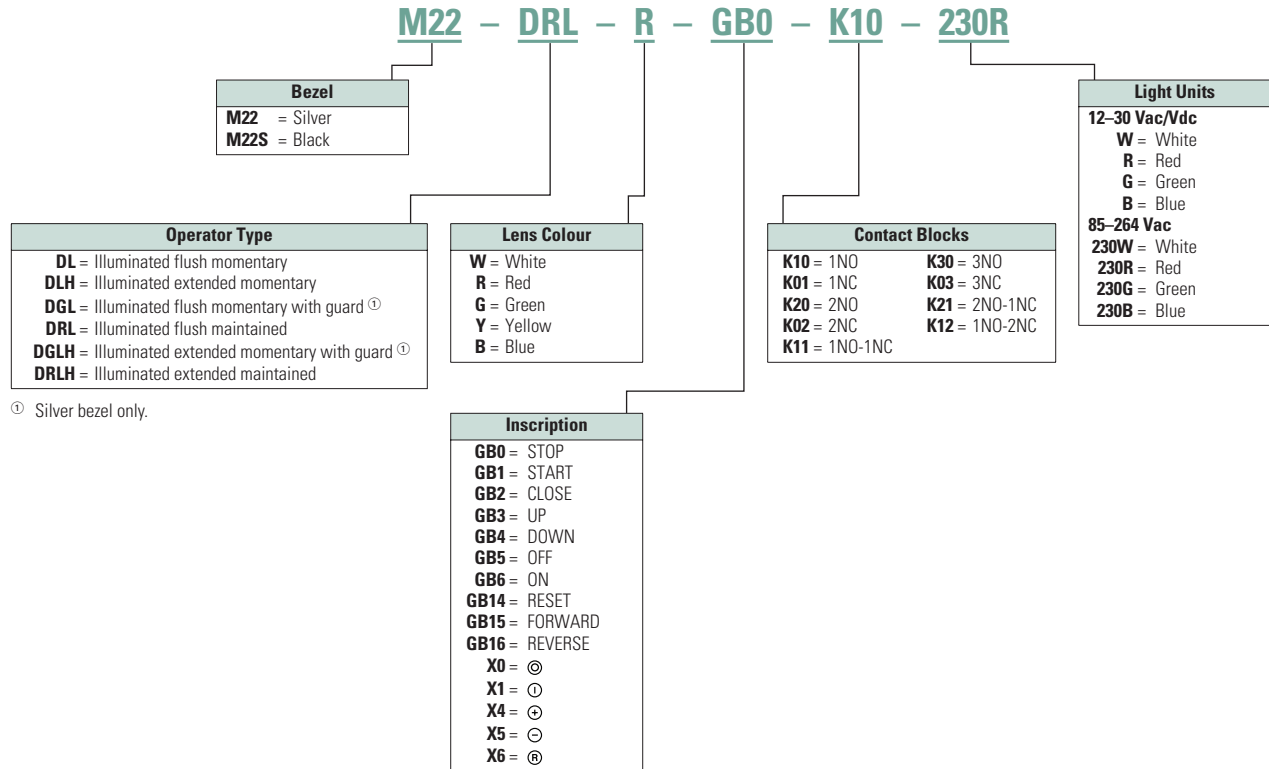 M22 – DRL – R – GB0 – K10 – 230R
Bezel
M22 = Silver
M22S = Black
Operator Type
DL = Illuminated flush momentary
DLH = Illuminated extended momentary
DGL = Illuminated flush momentary with guard ①
DRL = Illuminated flush maintained
DGLH = Illuminated extended momentary with guard ①
DRLH = Illuminated extended maintained
① Silver bezel only.
Lens Colour
W = White
R = Red
G = Green
Y = Yellow
B = Blue
Inscription
GB0 = STOP
GB1 = START
GB2 = CLOSE
GB3 = UP
GB4 = DOWN
GB5 = OFF
GB6 = ON
GB14 = RESET
GB15 = FORWARD
GB16 = REVERSE
X0 = ◎
X1 = Ⓘ
X4 = ⊕
X5 = ⊖
X6 = Ⓡ
Contact Blocks
K10 = 1NO K30 = 3NO
K01 = 1NC K03 = 3NC
K20 = 2NO K21 = 2NO-1NC
K02 = 2NC K12 = 1NO-2NC
K11 = 1NO-1NC
Light Units
12–30 Vac/Vdc
W = White
R = Red
G = Green
B = Blue
85–264 Vac
230W = White
230R = Red
230G = Green
230B = Blue